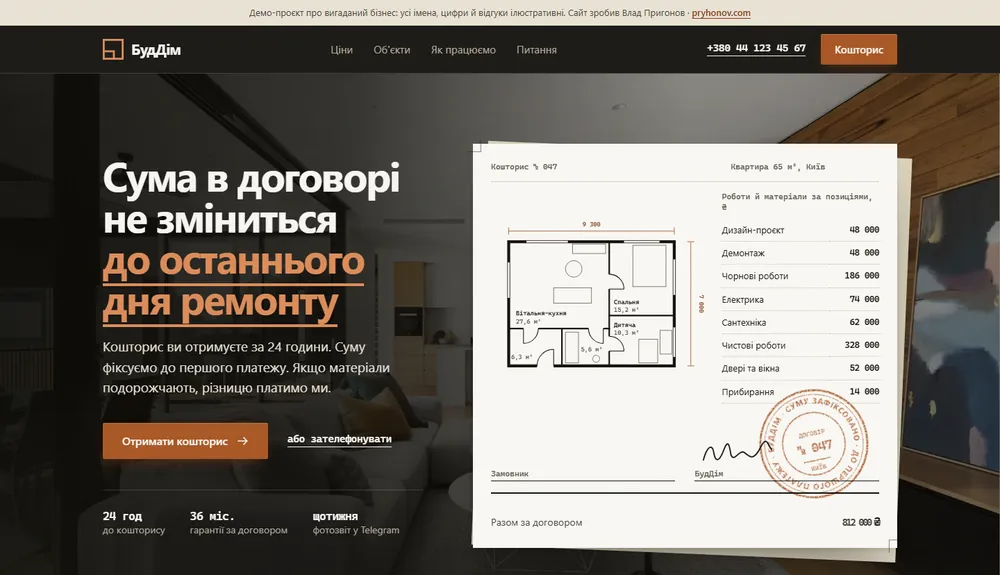 Демо-проєкт про вигаданий бізнес: усі імена, цифри й відгуки ілюстративні. Сайт зробив Влад Пригонов · pryhonov.com
БудДім
Ціни
Об'єкти
Як працюємо
Питання
+380 44 123 45 67
Кошторис
Сума в договорі
не зміниться
до останнього
дня ремонту
Кошторис ви отримуєте за 24 години. Суму
фіксуємо до першого платежу. Якщо матеріали
подорожчають, різницю платимо ми.
Отримати кошторис →
або зателефонувати
24 год
до кошторису
36 міс.
гарантії за договором
щотижня
фотозвіт у Telegram
Кошторис № 047
Квартира 65 м², Київ
9 300
7 000
Вітальня-кухня
27,6 м²
Спальня
15,2 м²
Дитяча
10,3 м²
6,3 м²
5,6 м²
Роботи й матеріали за позиціями,
₴
Дизайн-проєкт 48 000
Демонтаж 48 000
Чорнові роботи 186 000
Електрика 74 000
Сантехніка 62 000
Чистові роботи 328 000
Двері та вікна 52 000
Прибирання 14 000
Замовник
БудДім
БУДДІМ · СУМУ ЗАФІКСОВАНО · ДО ПЕРШОГО ПЛАТЕЖУ ·
ДОГОВІР
№ 047
КИЇВ
Разом за договором 812 000 ₴